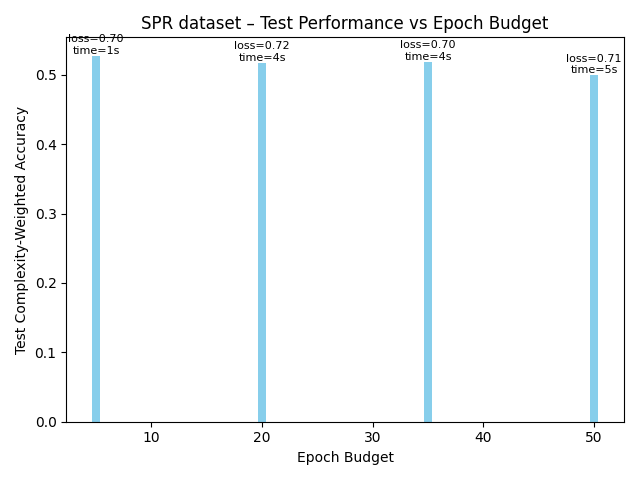 SPR dataset – Test Performance vs Epoch Budget
loss=0.70
time=1s
loss=0.72
time=4s
loss=0.70
time=4s
loss=0.71
time=5s
Test Complexity-Weighted Accuracy
0.5
0.4
0.3
0.2
0.1
0.0
10
20
30
40
50
Epoch Budget